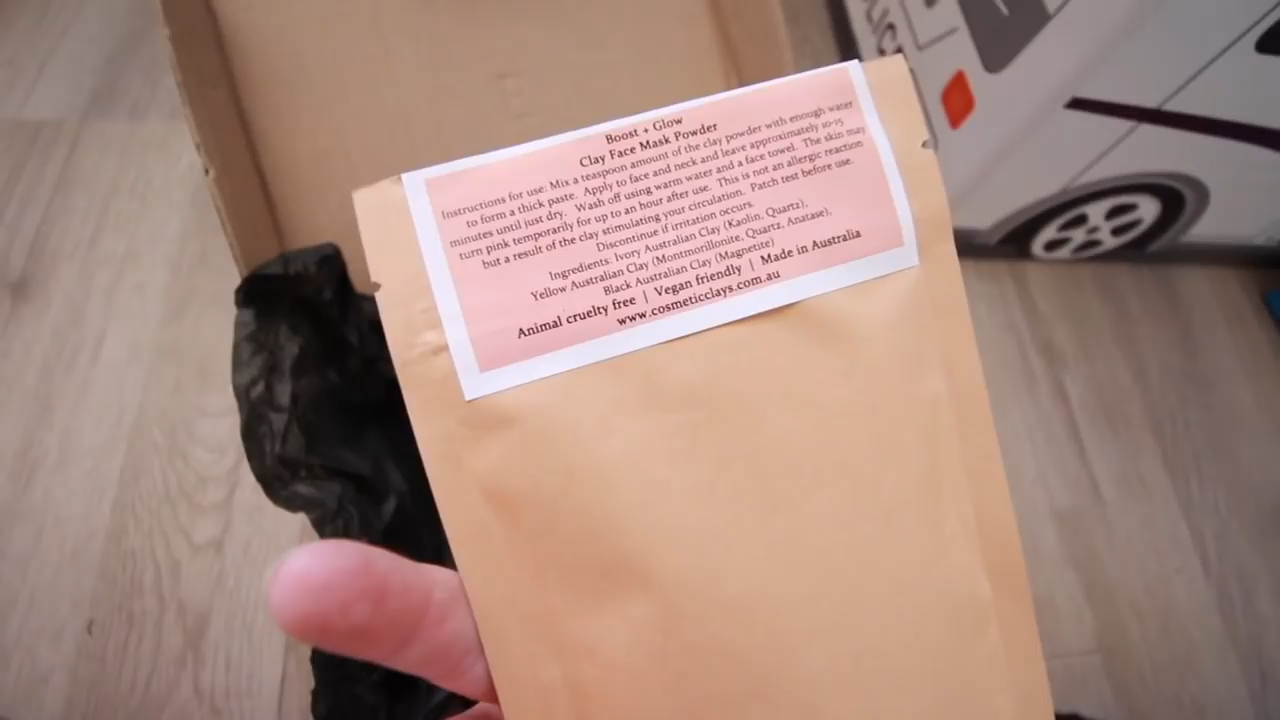 Boost + Glow
Clay Face Mask Powder
Instructions for use: Mix a teaspoon amount of the clay powder with enough water
to form a thick paste. Apply to face and neck and leave approximately 10-15
minutes until just dry. Wash off using warm water and a face towel. The skin may
turn pink temporarily for up to an hour after use. This is not an allergic reaction
but a result of the clay stimulating your circulation. Patch test before use.
Discontinue if irritation occurs.
Ingredients: Ivory Australian Clay (Kaolin, Quartz),
Yellow Australian Clay (Montmorillonite, Quartz, Anatase),
Black Australian Clay (Magnetite)
Animal cruelty free | Vegan friendly | Made in Australia
www.cosmeticclays.com.au